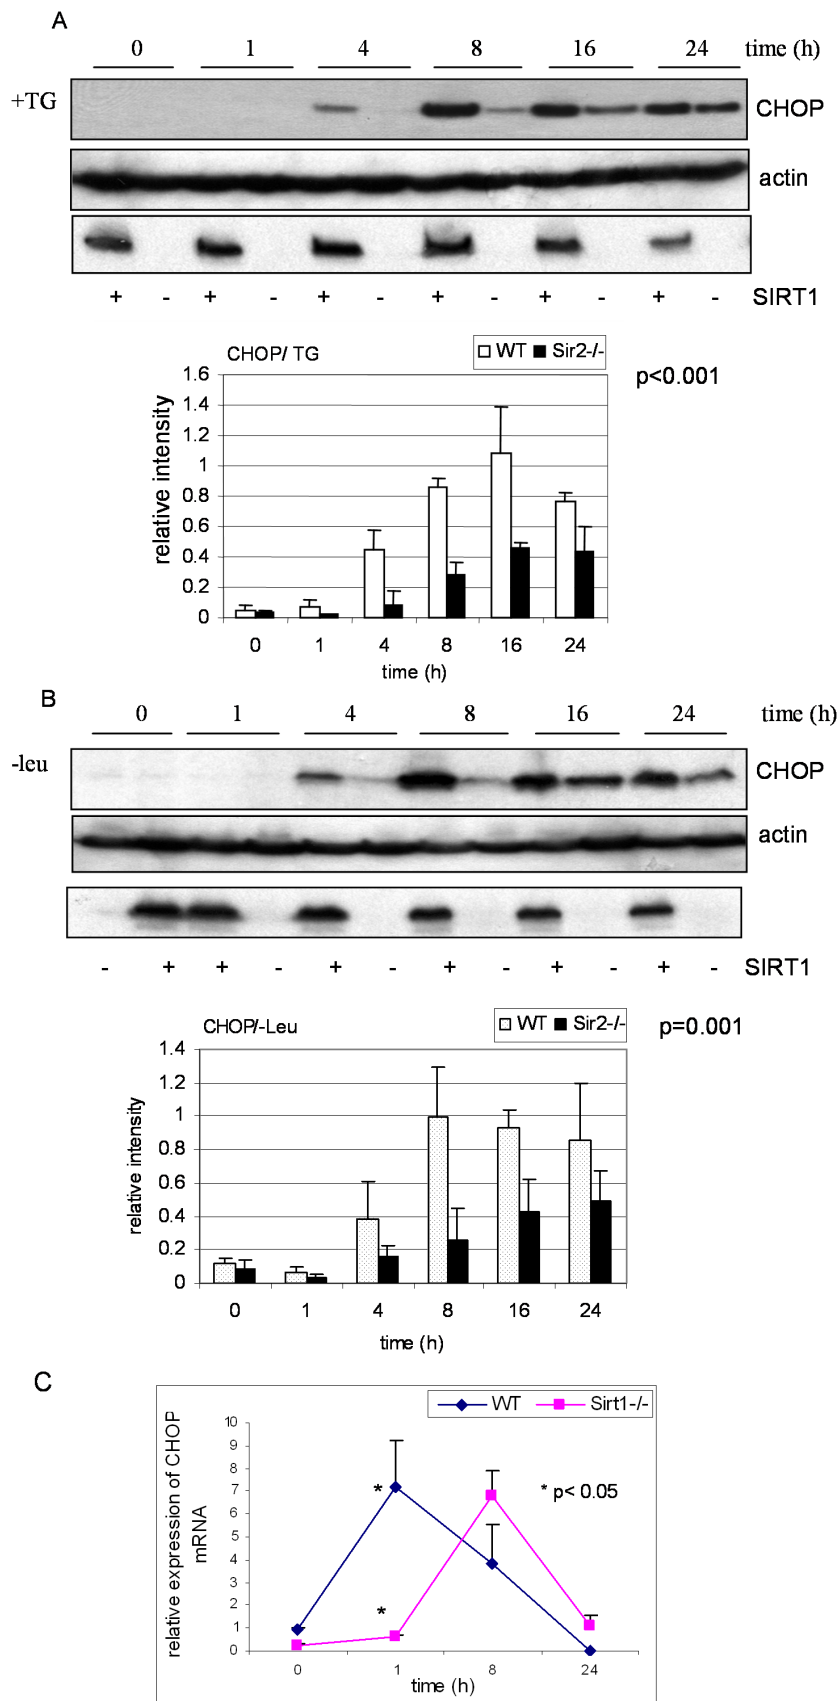 A
0 1 4 8 16 24 time (h)
+TG
CHOP
actin
+ - + - + - + - + - + - SIRT1
CHOP/ TG
WT Sir2-/-
p<0.001
relative intensity
1.6
1.4
1.2
1
0.8
0.6
0.4
0.2
0
0 1 4 8 16 24
time (h)
B
0 1 4 8 16 24 time (h)
-leu
CHOP
actin
- + + - + - + - + - + - SIRT1
CHOP/-Leu
WT Sir2-/-
p=0.001
relative intensity
1.4
1.2
1
0.8
0.6
0.4
0.2
0
0 1 4 8 16 24
time (h)
C
WT Sirt1-/-
relative expression of CHOP
mRNA
10
9
8
7
6
5
4
3
2
1
0
*
*
* p< 0.05
0 1 8 24
time (h)